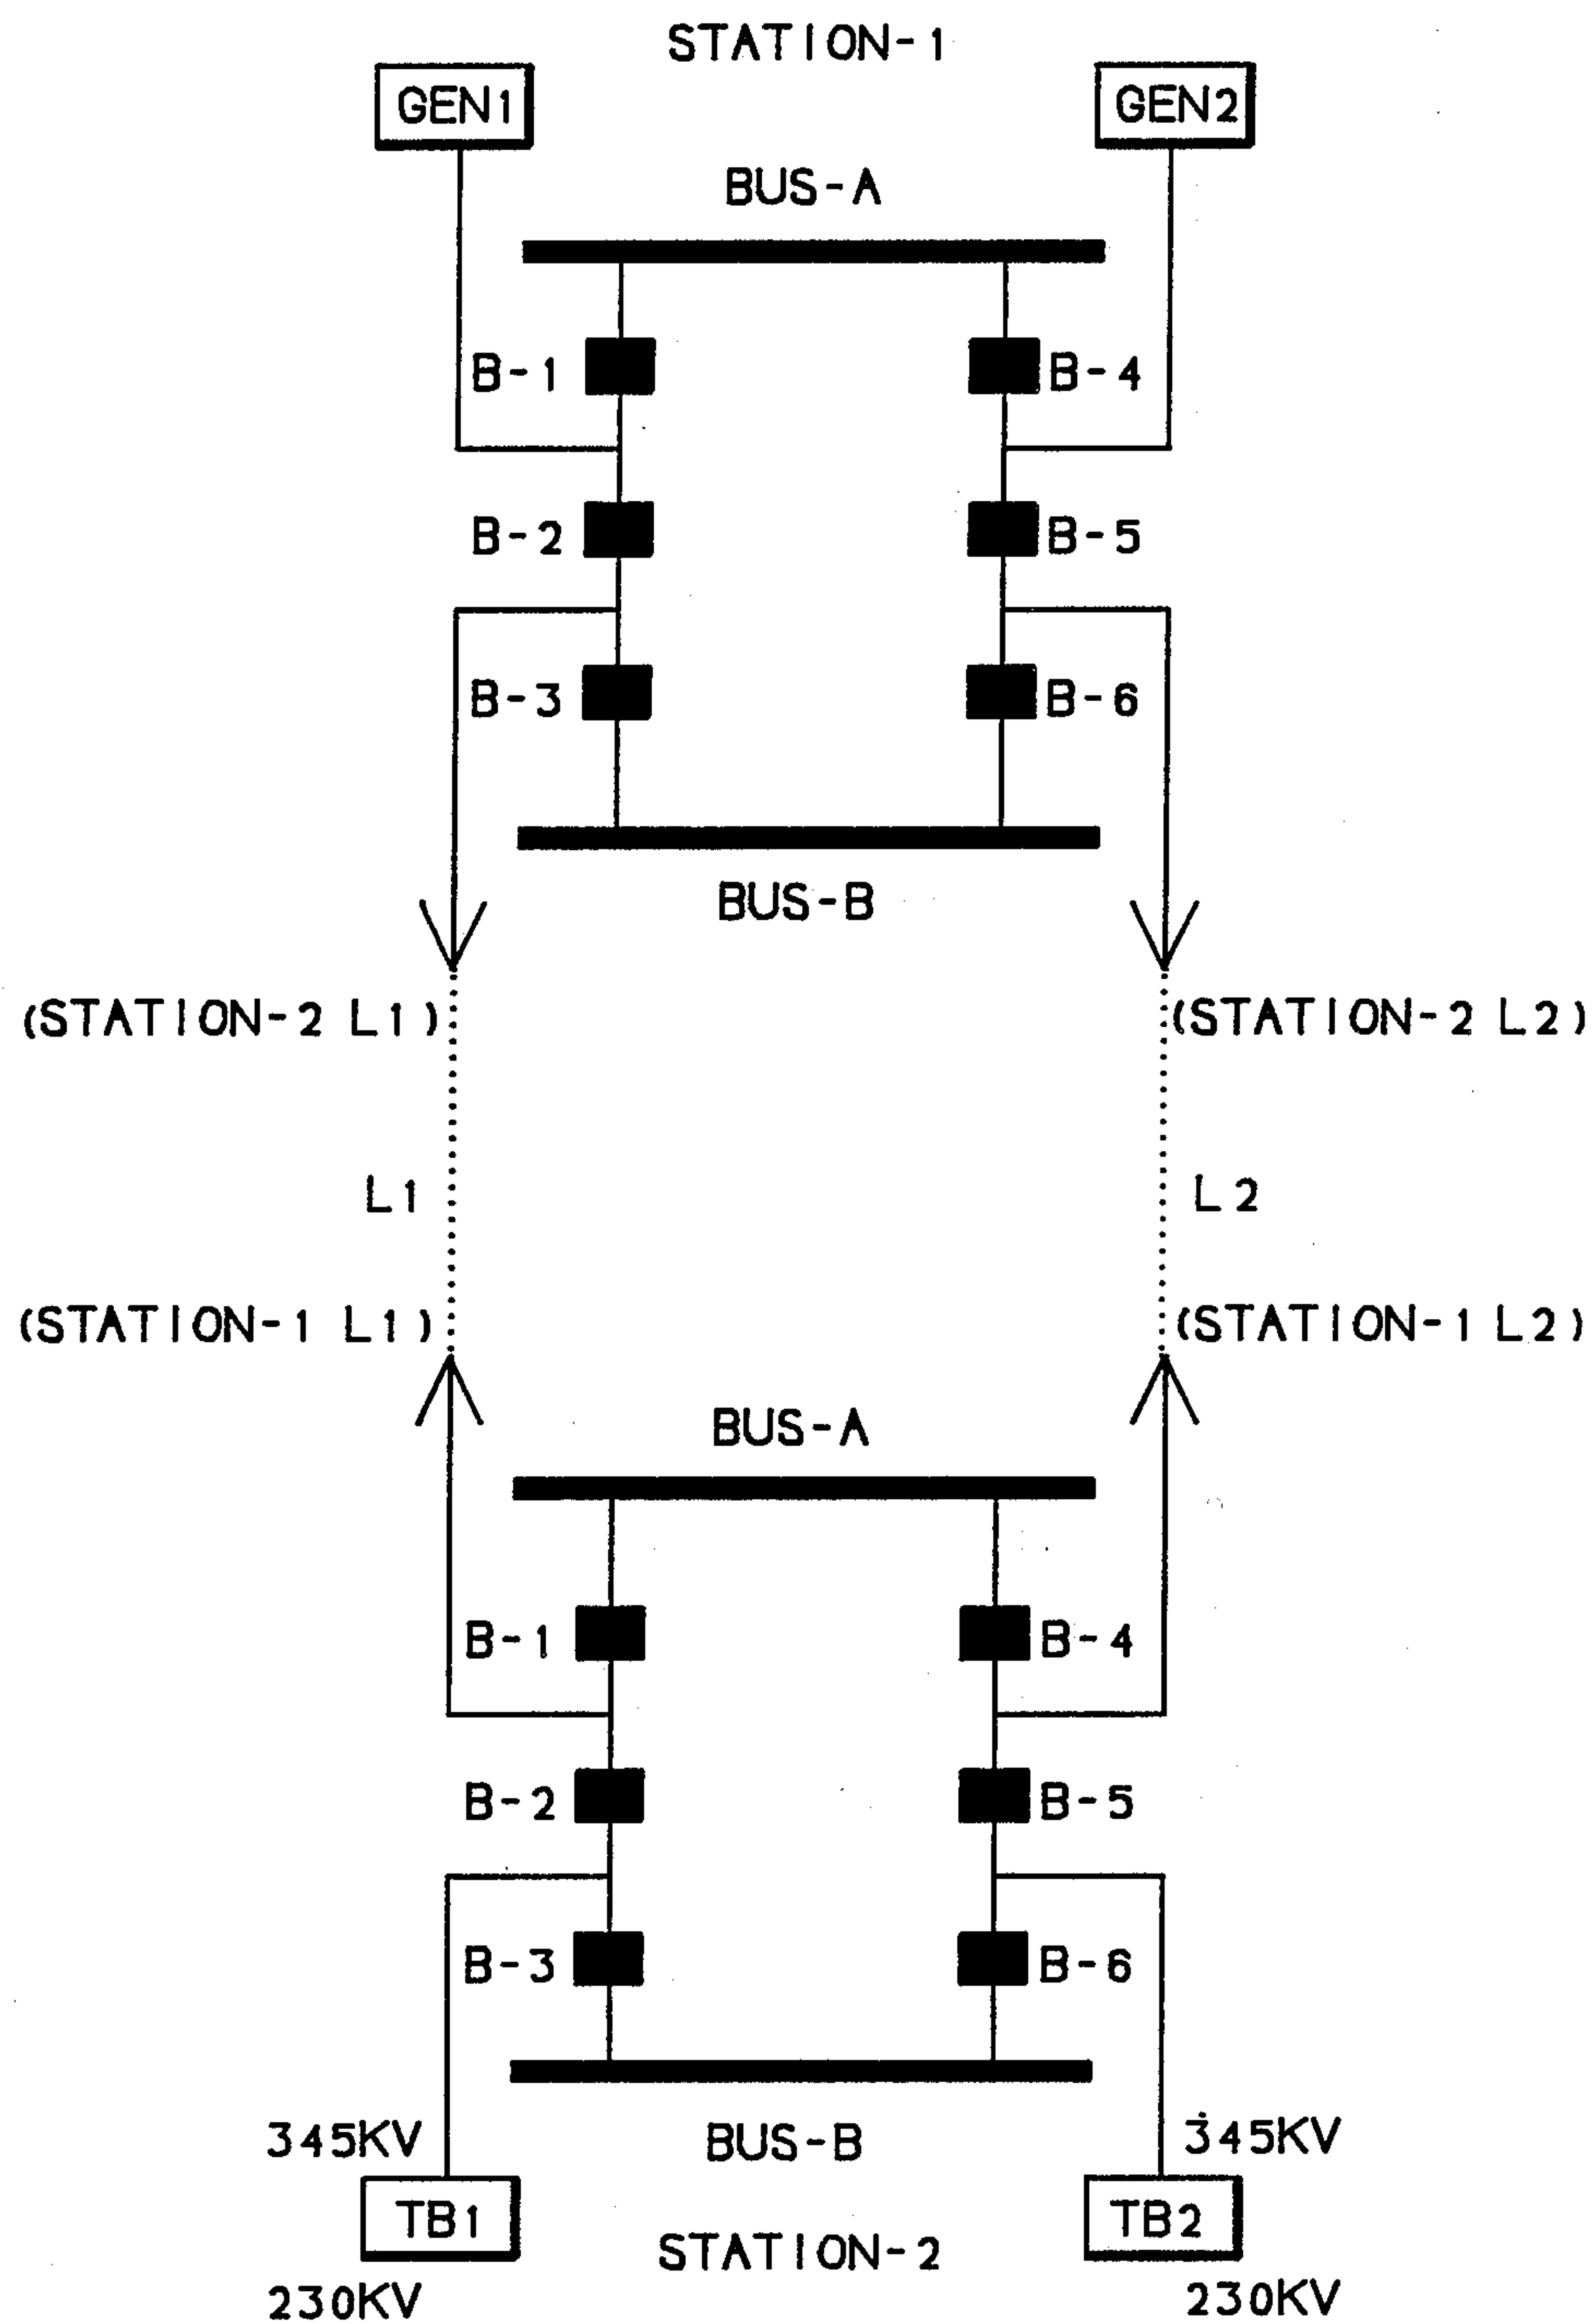 STATION-1
GEN1
GEN2
BUS-A
B-1
B-4
B-2
B-5
B-3
B-6
BUS-B
(STATION-2 L1)
(STATION-2 L2)
L1
L2
(STATION-1 L1)
(STATION-1 L2)
BUS-A
B-1
B-4
B-2
B-5
B-3
B-6
345KV
BUS-B
345KV
TB1
TB2
STATION-2
230KV
230KV